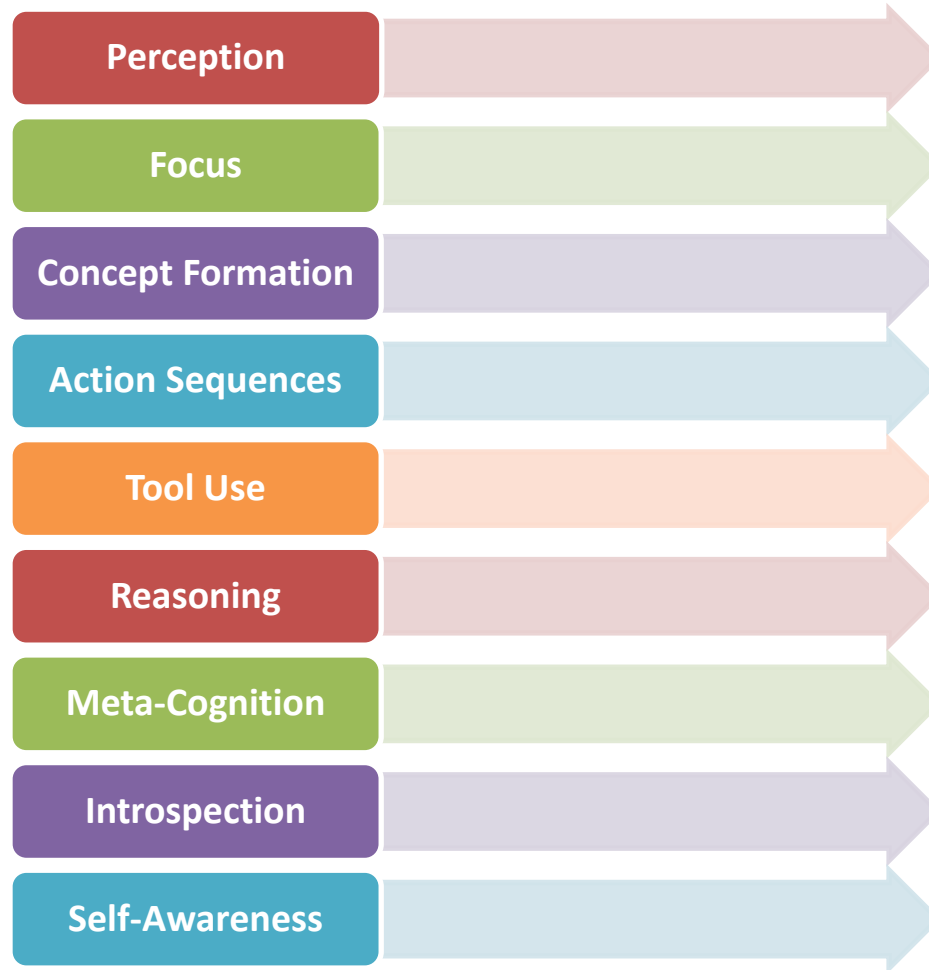 Perception
Focus
Concept Formation
Action Sequences
Tool Use
Reasoning
Meta-Cognition
Introspection
Self-Awareness